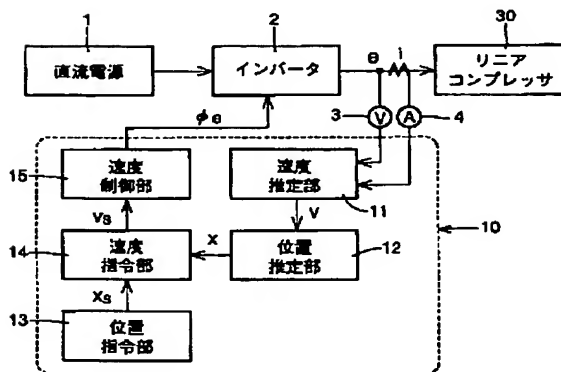 1
2
30
直流電源
インバータ
e
i
リニア
コンプレッサ
3
V
A
4
φe
15
速度
制御部
速度
推定部
11
Vs
V
10
14
速度
指令部
X
位置
推定部
12
Xs
13
位置
指令部